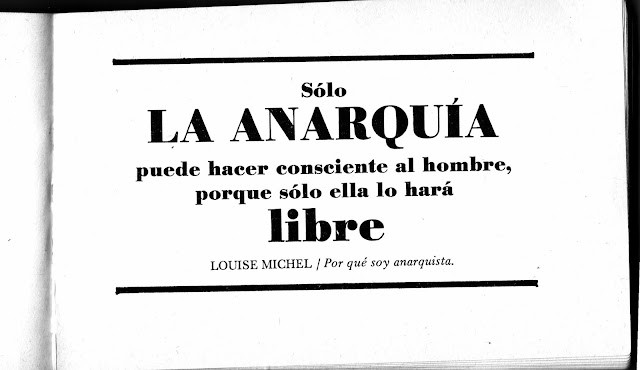 Sólo
LA ANARQUÍA
puede hacer consciente al hombre,
porque sólo ella lo hará
libre
LOUISE MICHEL / Por qué soy anarquista.